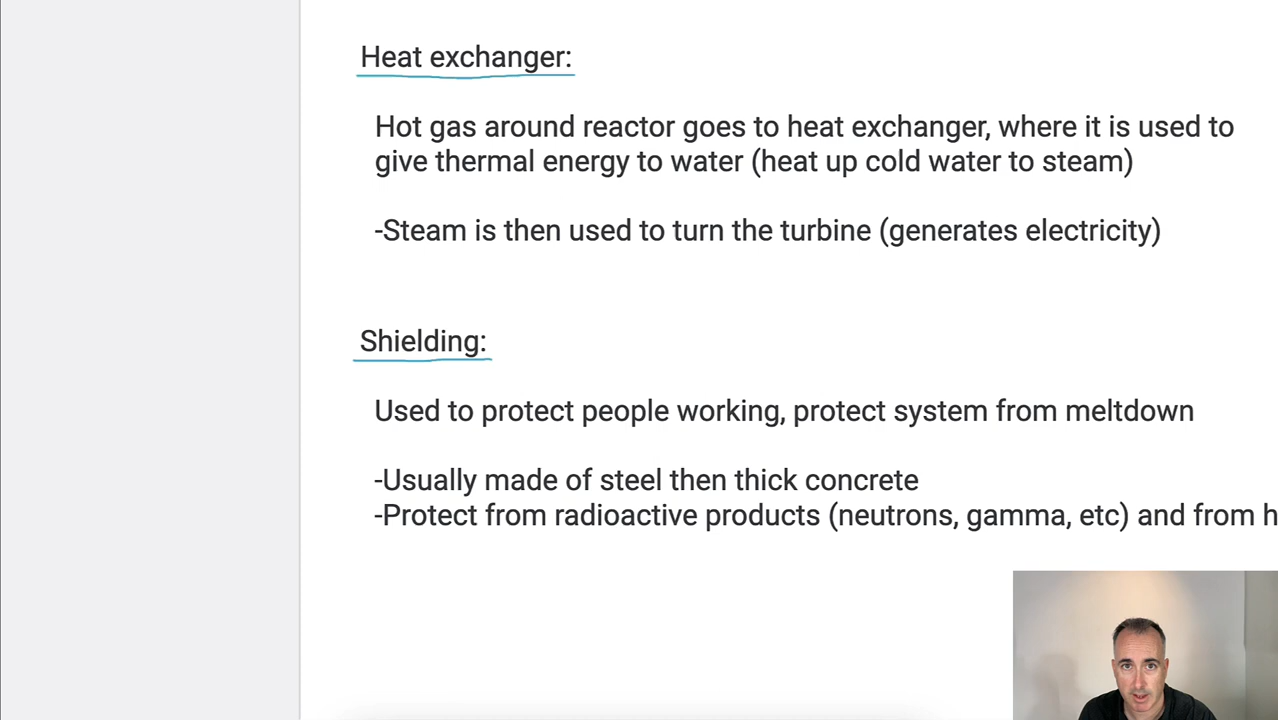 Heat exchanger:
Hot gas around reactor goes to heat exchanger, where it is used to
give thermal energy to water (heat up cold water to steam)
-Steam is then used to turn the turbine (generates electricity)
Shielding:
Used to protect people working, protect system from meltdown
-Usually made of steel then thick concrete
-Protect from radioactive products (neutrons, gamma, etc) and from